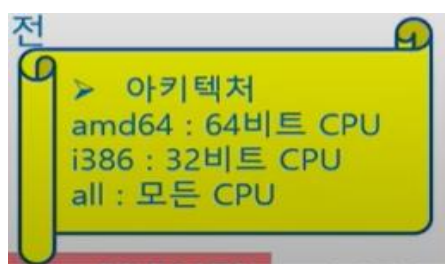 전
➢ 아키텍처
amd64 : 64비트 CPU
i386 : 32비트 CPU
all : 모든 CPU